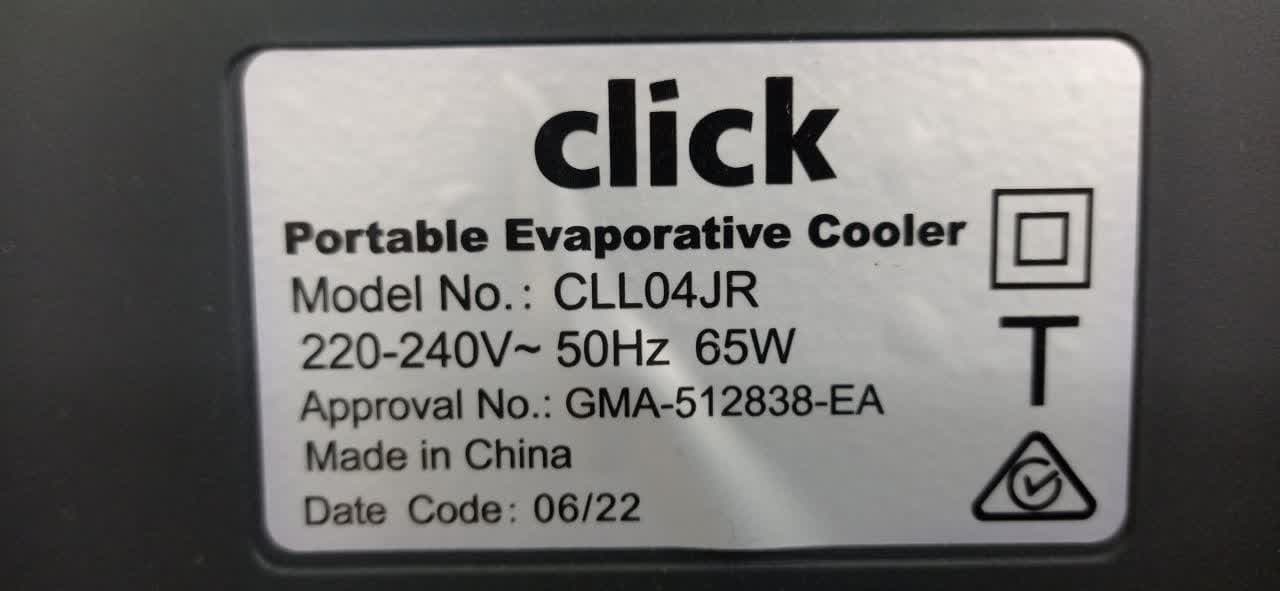 click
Portable Evaporative Cooler
Model No.: CLL04JR
220-240V~ 50Hz 65W
T
Approval No.: GMA-512838-EA
Made in China
Date Code: 06/22